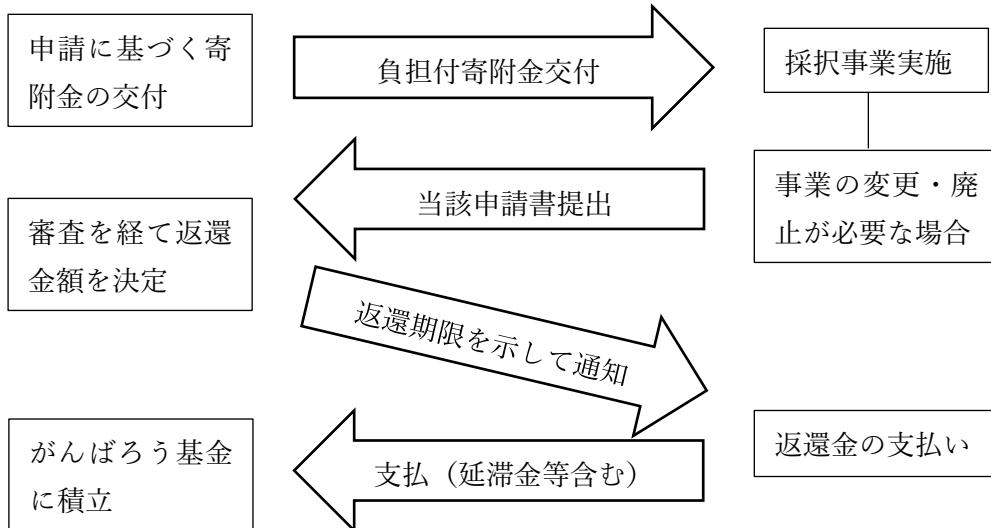 申請に基づく寄
附金の交付
負担付寄附金交付
採択事業実施
当該申請書提出
事業の変更・廃
止が必要な場合
審査を経て返還
金額を決定
返還期限を示して通知
がんばろう基金
に積立
支払（延滞金等含む）
返還金の支払い